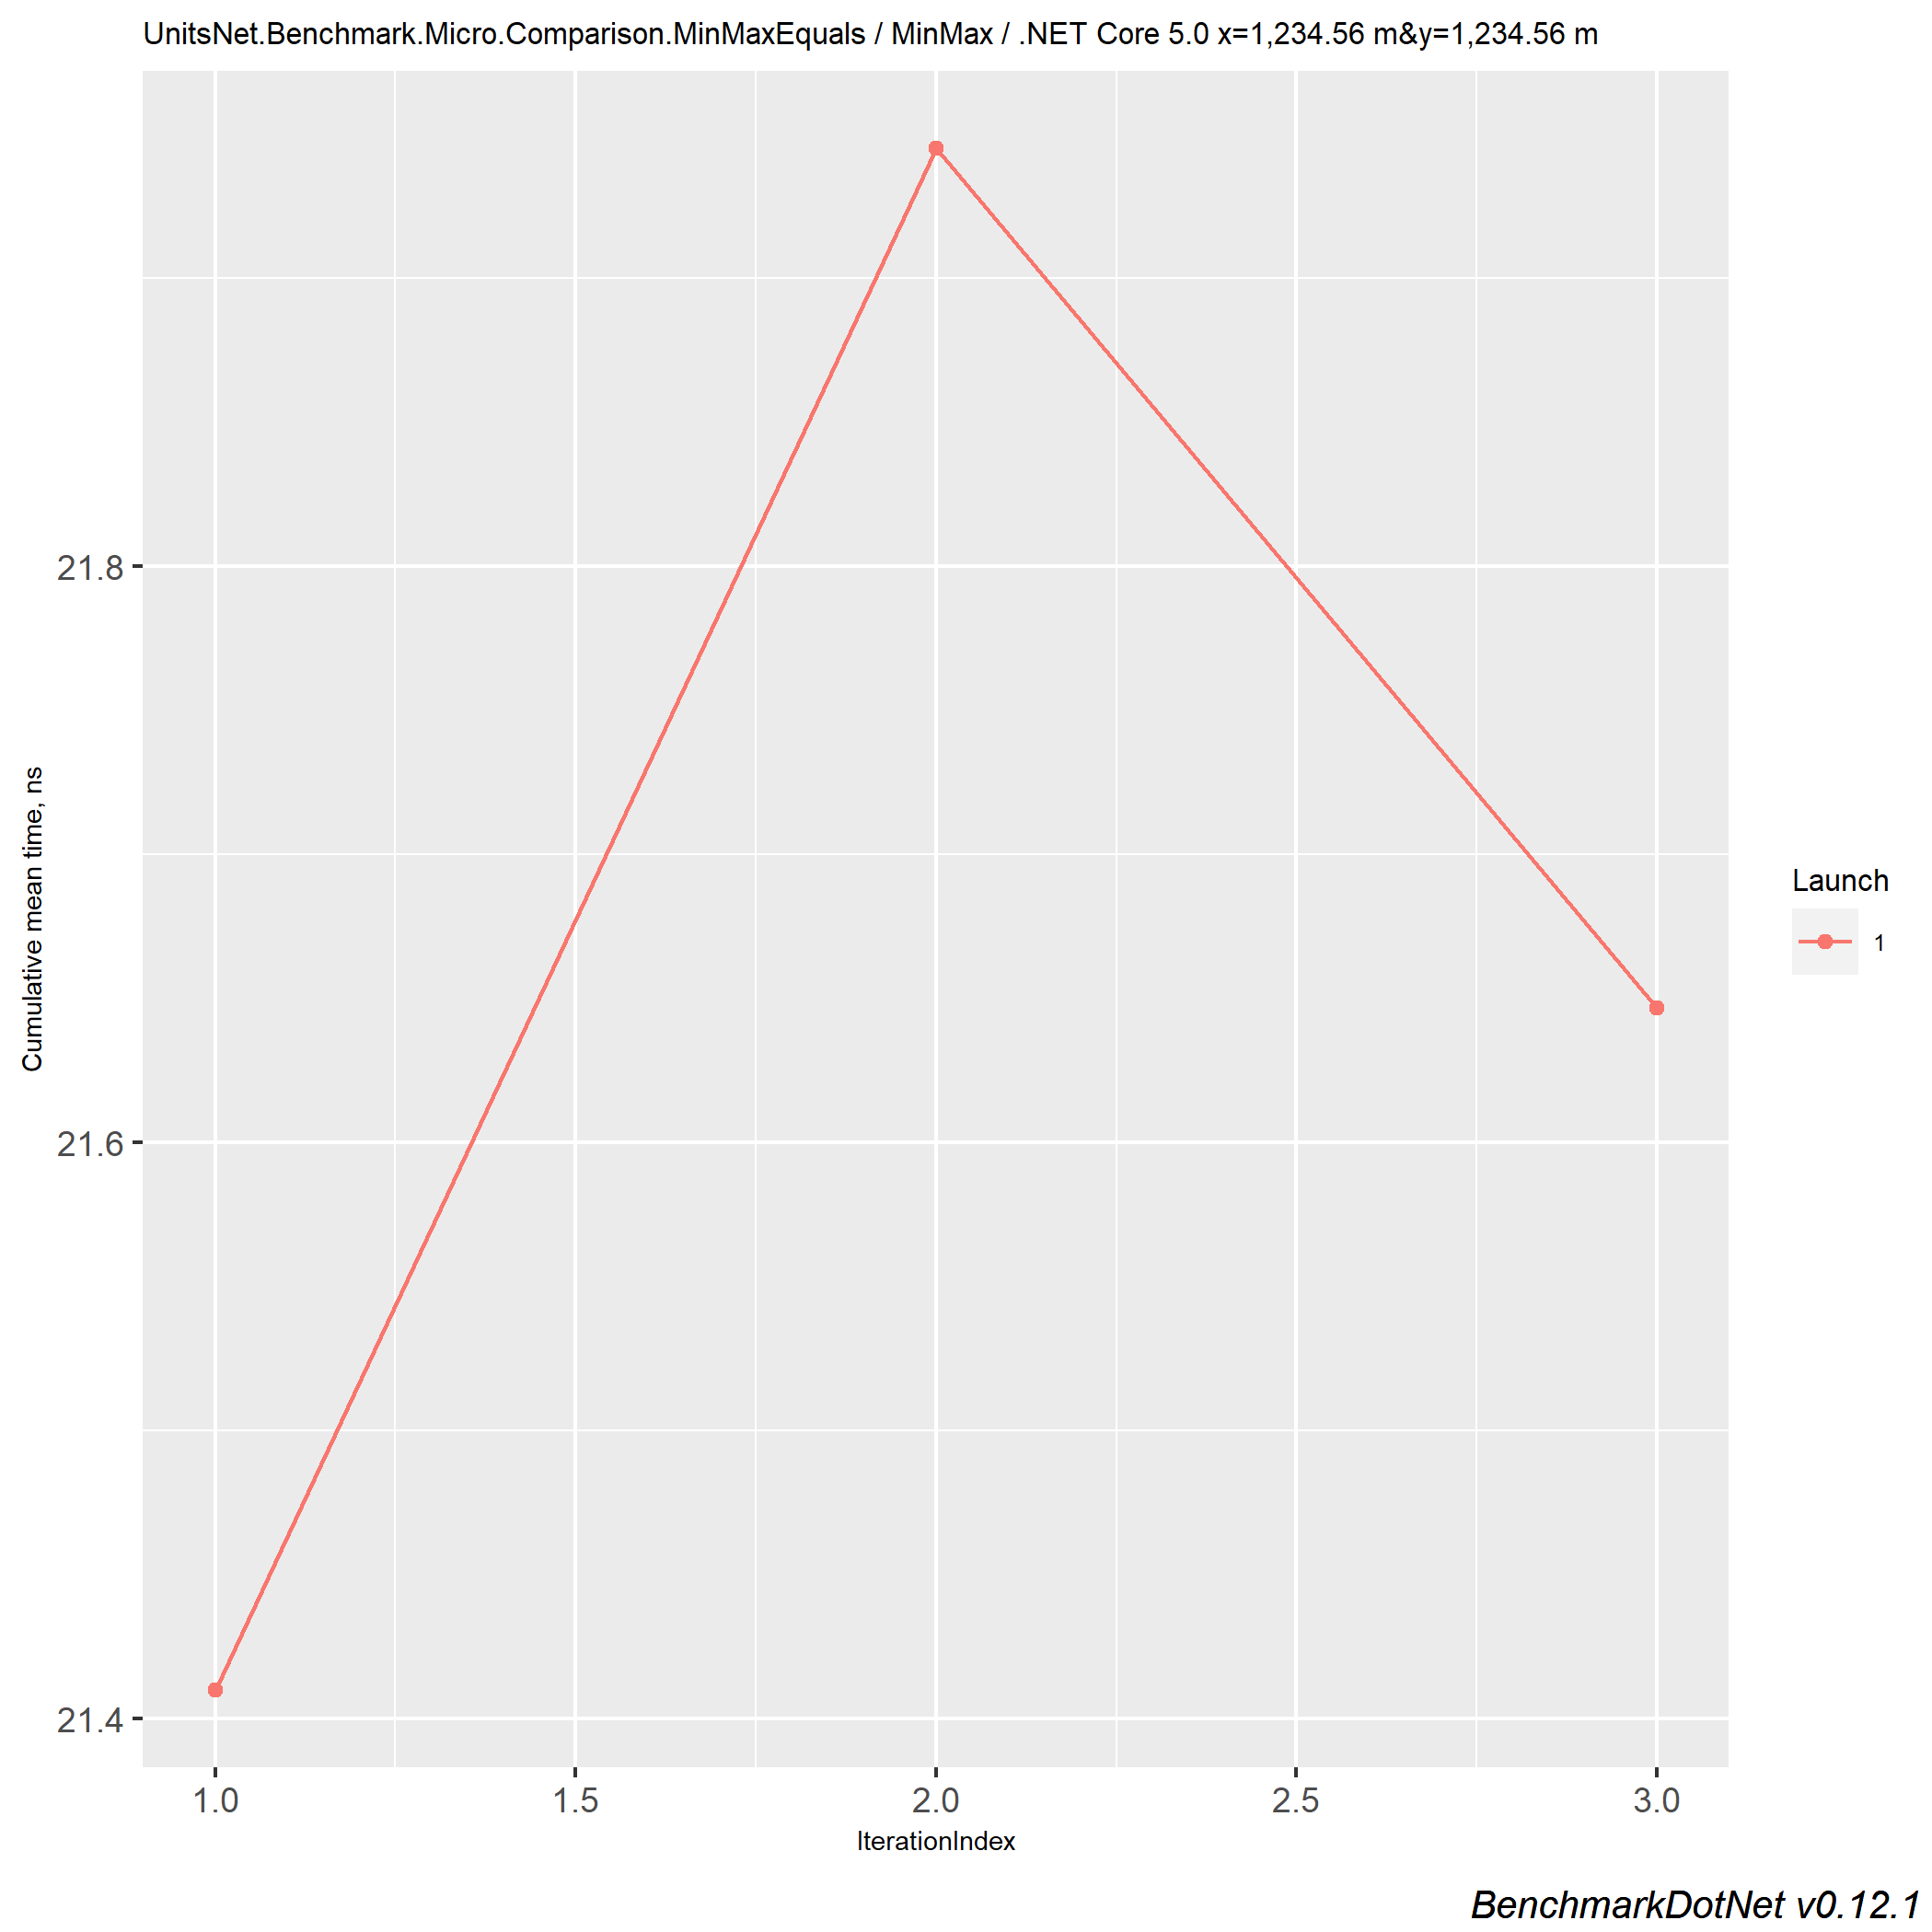 UnitsNet.Benchmark.Micro.Comparison.MinMaxEquals / MinMax / .NET Core 5.0 x=1,234.56 m&y=1,234.56 m
Cumulative mean time, ns
21.8
21.6
21.4
1.0 1.5 2.0 2.5 3.0
IterationIndex
Launch
1
BenchmarkDotNet v0.12.1